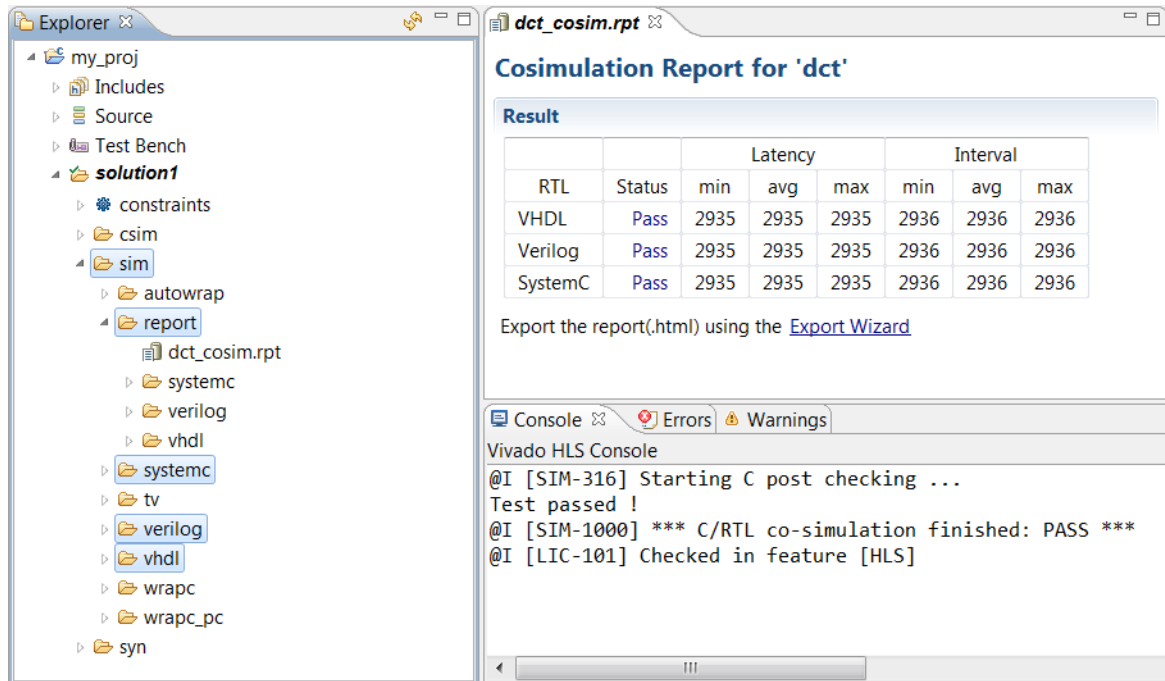 Explorer
my_proj
Includes
Source
Test Bench
solution1
constraints
csim
sim
autowrap
report
dct_cosim.rpt
systemc
verilog
vhdl
systemc
tv
verilog
vhdl
wrapc
wrapc_pc
syn
dct_cosim.rpt
Cosimulation Report for 'dct'
Result
Latency Interval
RTL Status min avg max min avg max
VHDL Pass 2935 2935 2935 2936 2936 2936
Verilog Pass 2935 2935 2935 2936 2936 2936
SystemC Pass 2935 2935 2935 2936 2936 2936
Export the report(.html) using the Export Wizard
Console Errors Warnings
Vivado HLS Console
@I [SIM-316] Starting C post checking ...
Test passed !
@I [SIM-1000] *** C/RTL co-simulation finished: PASS ***
@I [LIC-101] Checked in feature [HLS]